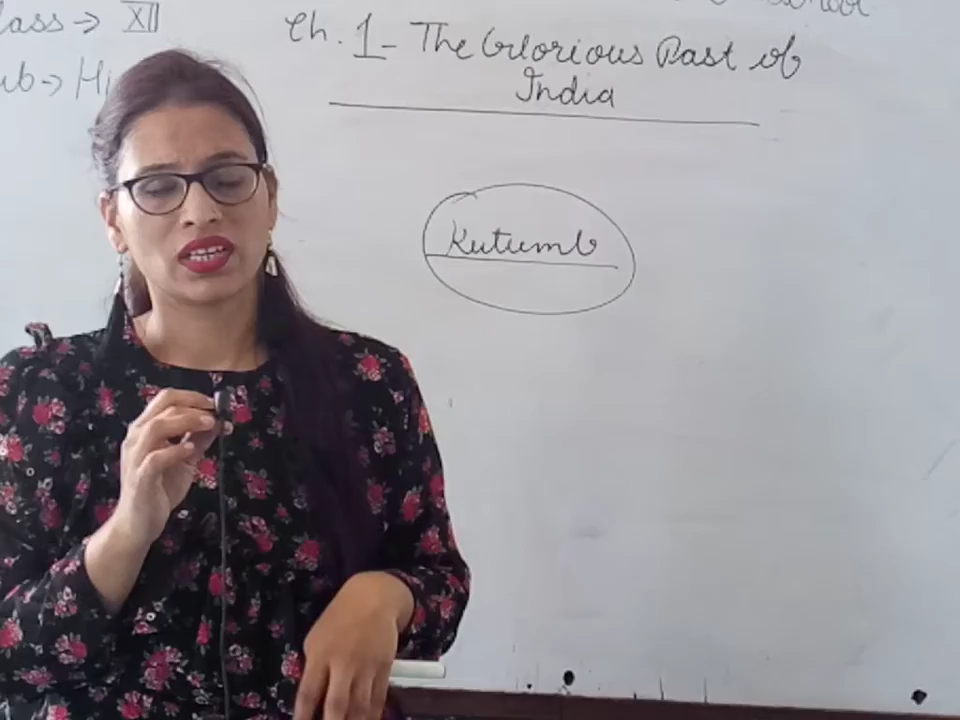 lass → XII
Ch. 1 - The Glorious Past of
India
ub → Hi
Kutumb